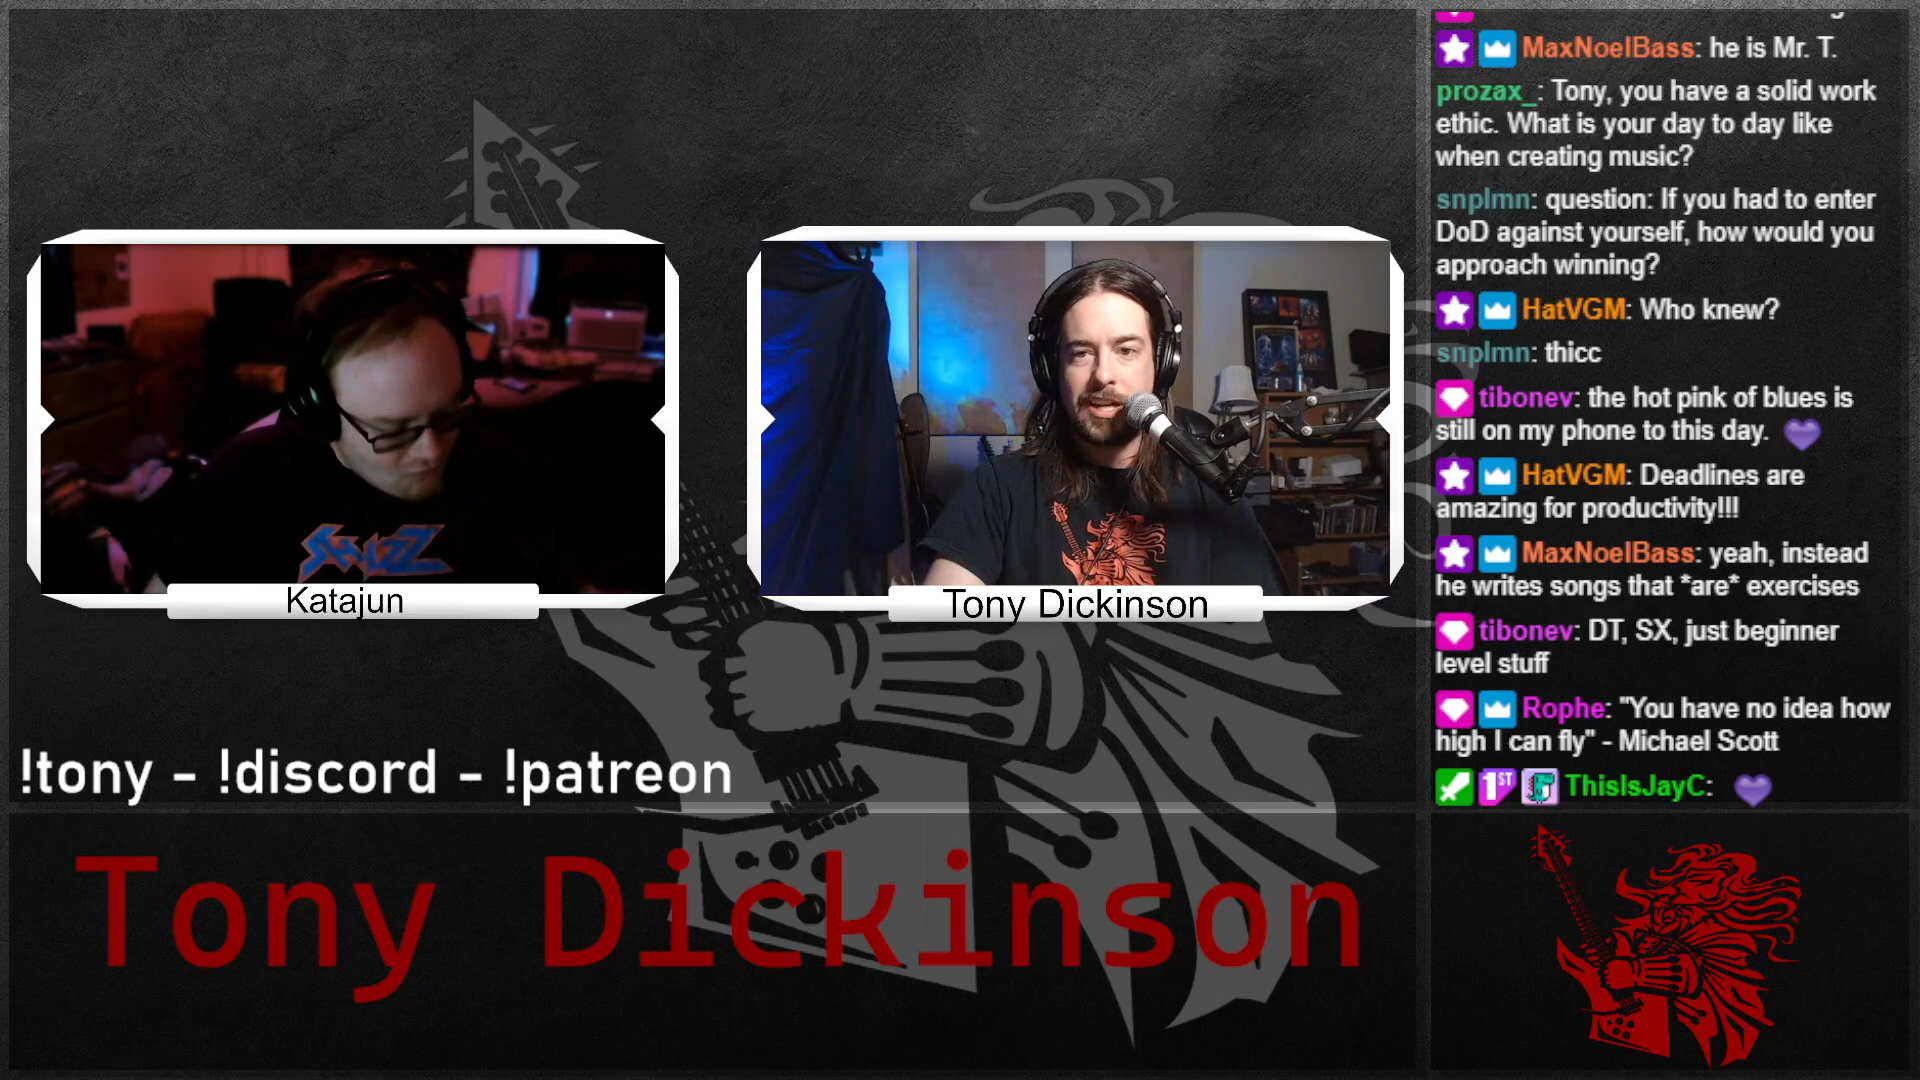 MaxNoelBass: he is Mr. T.
prozax_: Tony, you have a solid work
ethic. What is your day to day like
when creating music?
snplmn: question: If you had to enter
DoD against yourself, how would you
approach winning?
HatVGM: Who knew?
snplmn: thicc
tibonev: the hot pink of blues is
still on my phone to this day.
HatVGM: Deadlines are
amazing for productivity!!!
MaxNoelBass: yeah, instead
he writes songs that *are* exercises
tibonev: DT, SX, just beginner
level stuff
Rophe: "You have no idea how
high I can fly" - Michael Scott
1ST ThisIsJayC:
SKIZZ
Katajun
Tony Dickinson
!tony - !discord - !patreon
Tony Dickinson